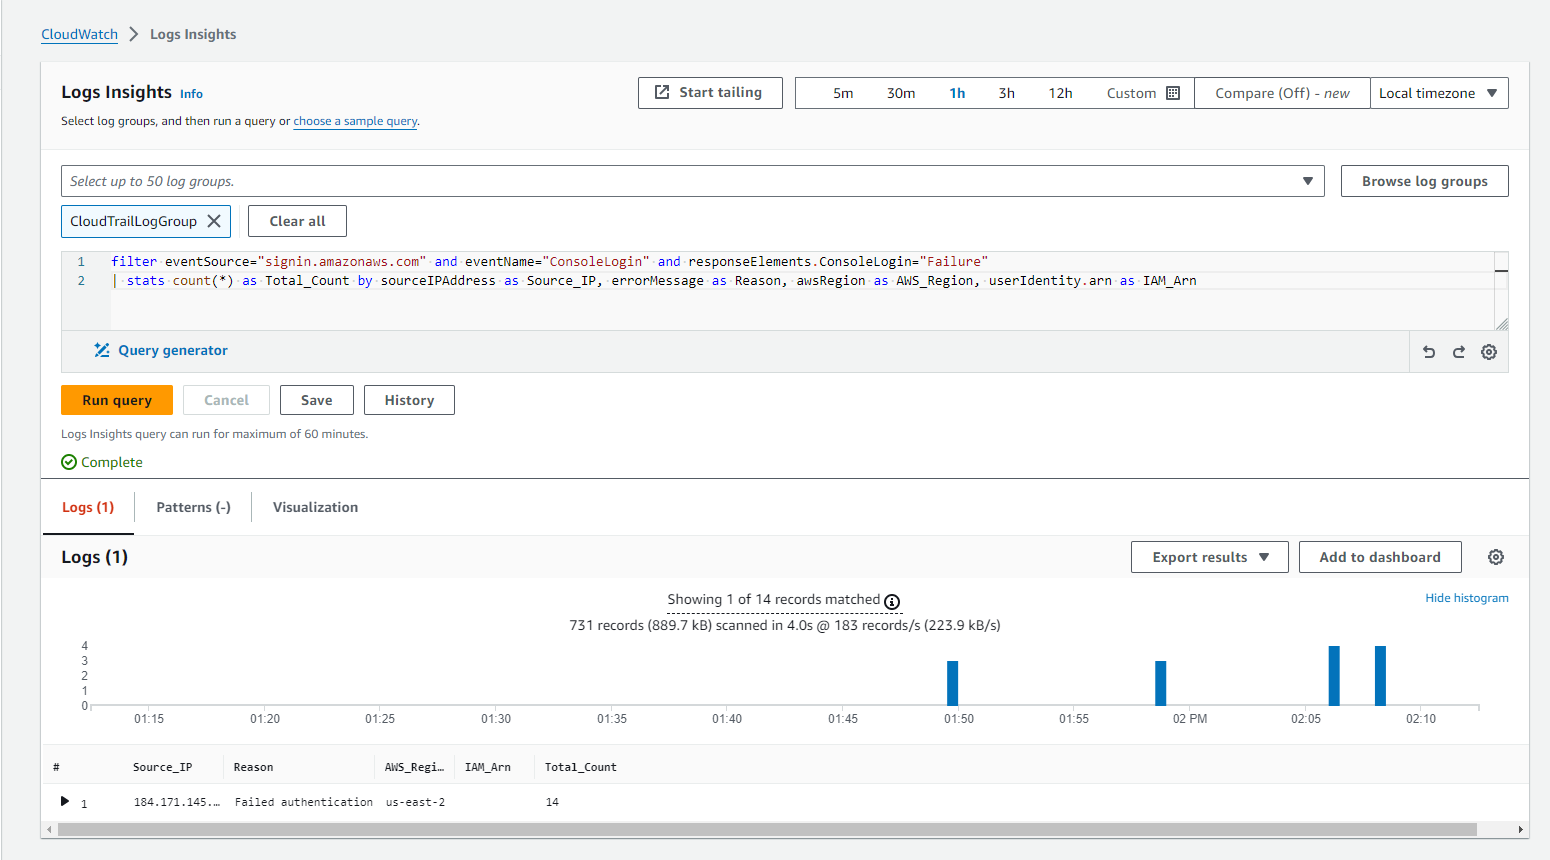 CloudWatch > Logs Insights
Logs Insights Info
Start tailing
5m 30m 1h 3h 12h Custom Compare (Off) - new Local timezone
Select log groups, and then run a query or choose a sample query.
Select up to 50 log groups.
Browse log groups
CloudTrailLogGroup
Clear all
1 filter eventSource="signin.amazonaws.com" and eventName="ConsoleLogin" and responseElements.ConsoleLogin="Failure"
2 | stats count(*) as Total_Count by sourceIPAddress as Source_IP, errorMessage as Reason, awsRegion as AWS_Region, userIdentity.arn as IAM_Arn
Query generator
Run query Cancel Save History
Logs Insights query can run for maximum of 60 minutes.
Complete
Logs (1) Patterns (-) Visualization
Logs (1)
Export results Add to dashboard
Showing 1 of 14 records matched
Hide histogram
731 records (889.7 kB) scanned in 4.0s @ 183 records/s (223.9 kB/s)
4
3
2
1
0
01:15 01:20 01:25 01:30 01:35 01:40 01:45 01:50 01:55 02 PM 02:05 02:10
# Source_IP Reason AWS_Regi... IAM_Arn Total_Count
1 184.171.145.... Failed authentication us-east-2 14